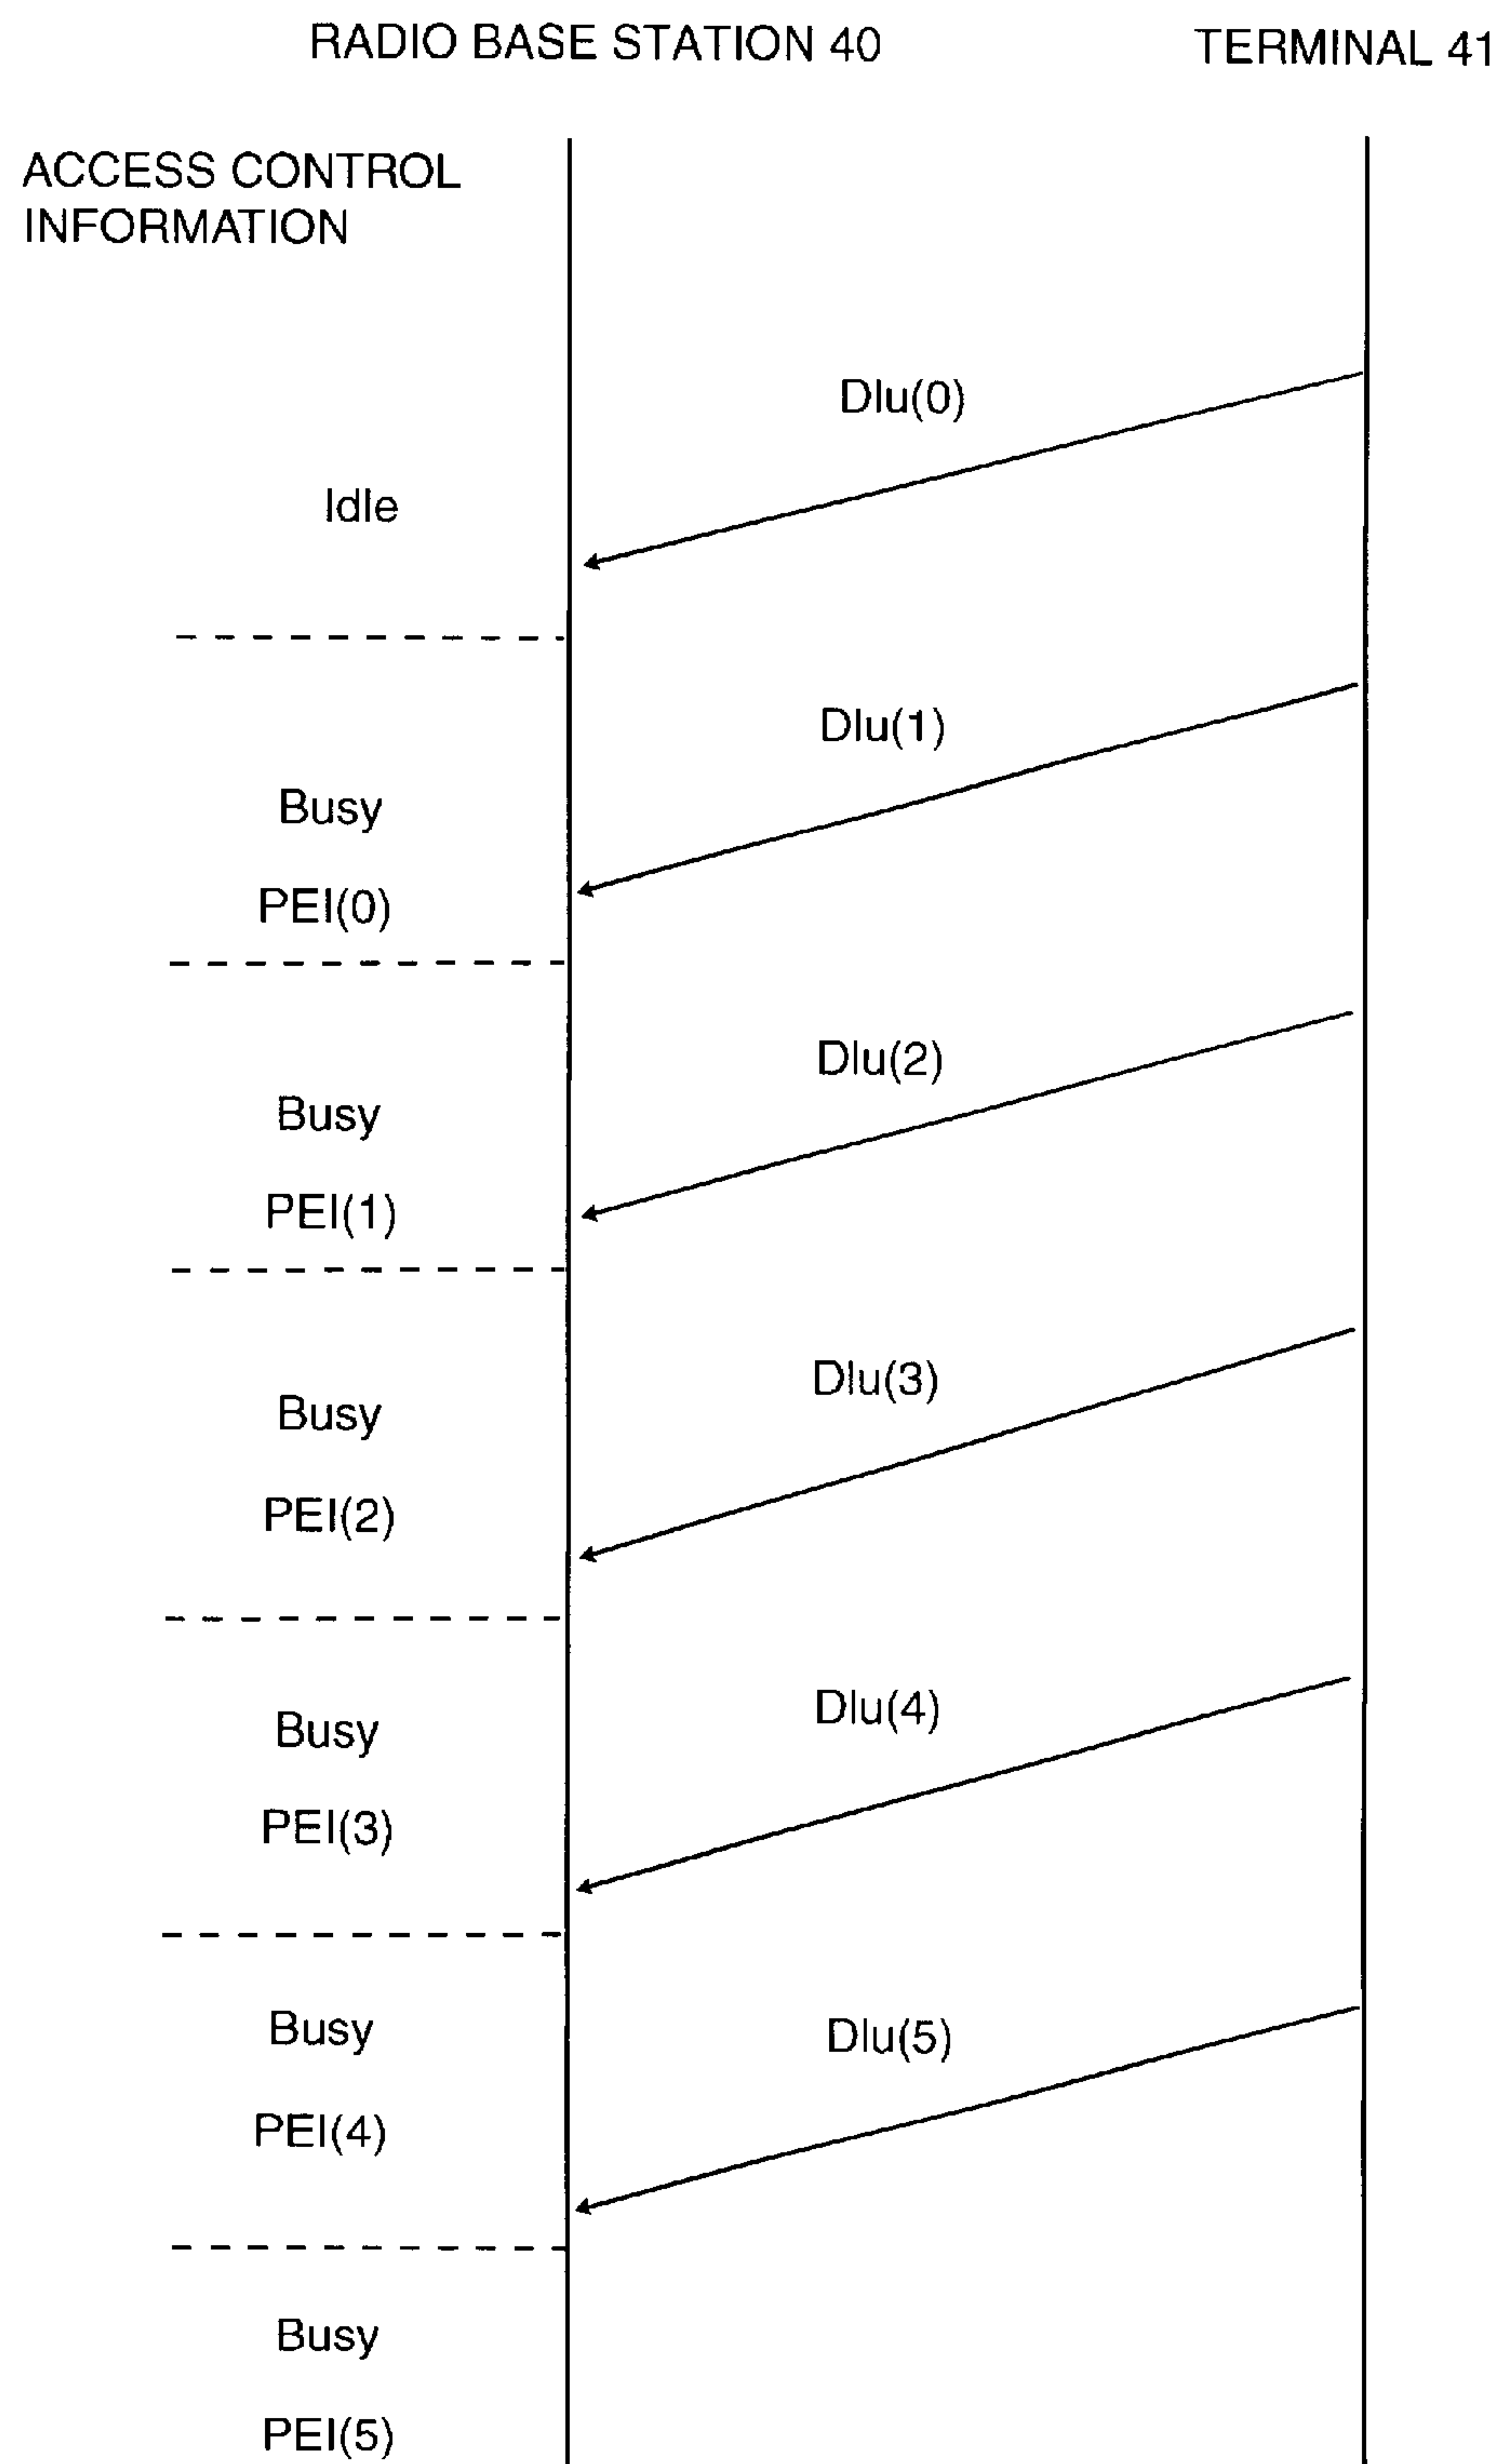 RADIO BASE STATION 40
TERMINAL 41
ACCESS CONTROL
INFORMATION
Dlu(0)
Idle
Dlu(1)
Busy
PEI(0)
Dlu(2)
Busy
PEI(1)
Dlu(3)
Busy
PEI(2)
Dlu(4)
Busy
PEI(3)
Dlu(5)
Busy
PEI(4)
Busy
PEI(5)